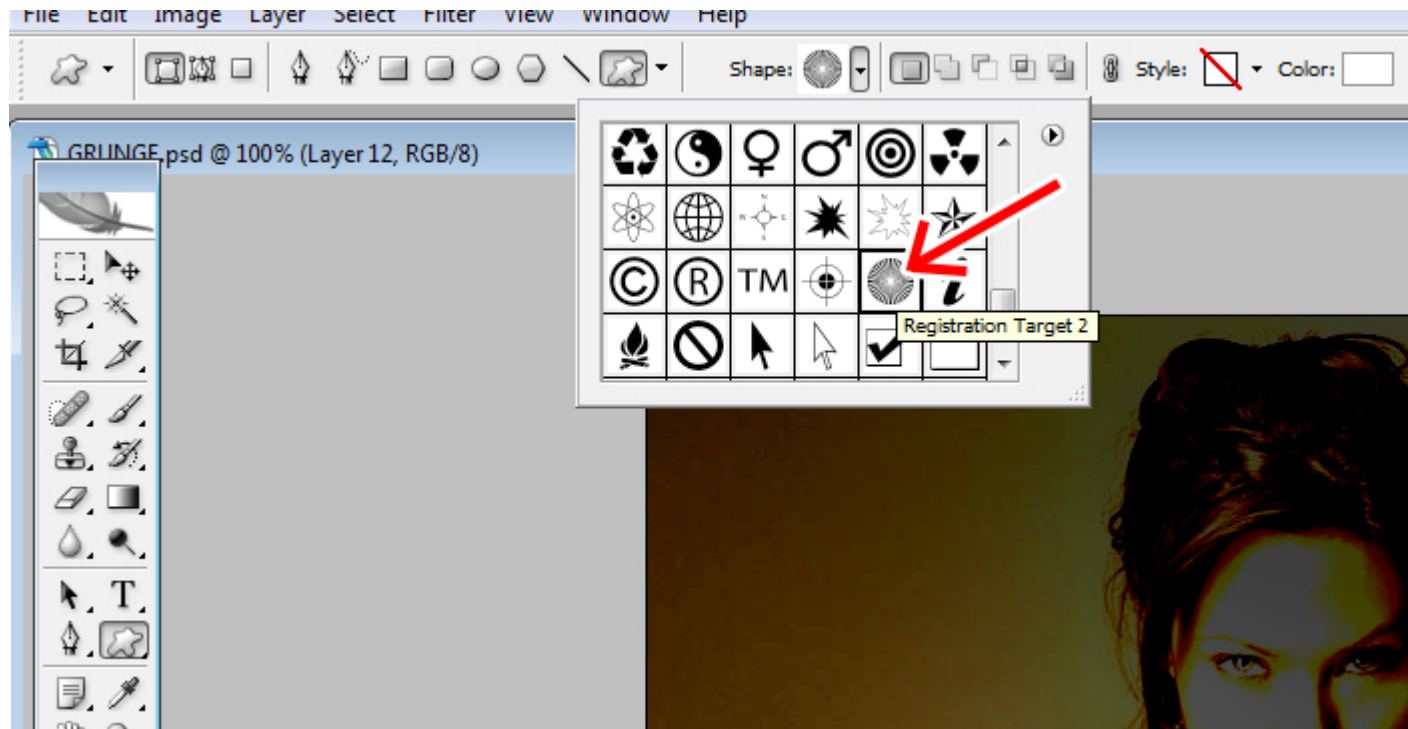 File Edit Image Layer Select Filter View Window Help
Shape: Style: Color:
GRUNGE.psd @ 100% (Layer 12, RGB/8)
N
W E
S
© ® TM i
Registration Target 2
T